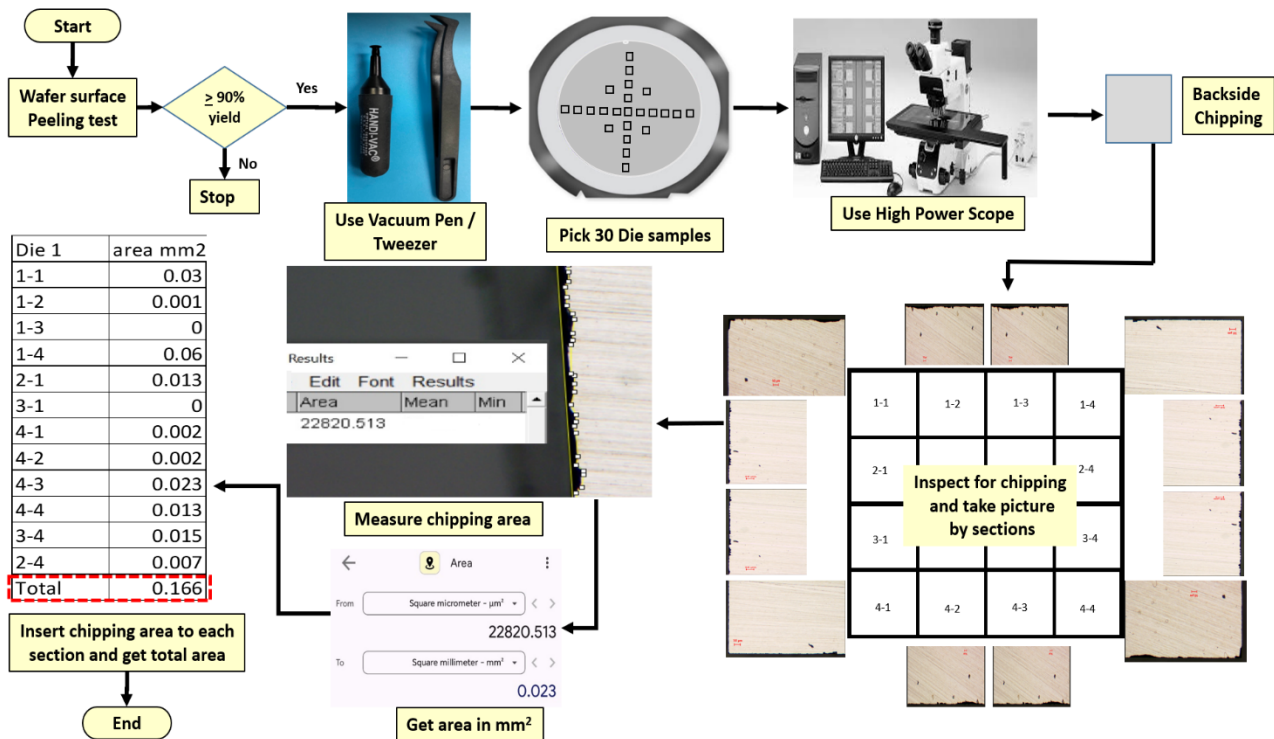 Start
Wafer surface
Peeling test
≥ 90%
yield
Yes
No
Stop
HANDI-VAC®
Use Vacuum Pen /
Tweezer
Pick 30 Die samples
Use High Power Scope
Backside
Chipping
1-1 1-2 1-3 1-4
2-1 2-4
3-1 3-4
4-1 4-2 4-3 4-4
Inspect for chipping
and take picture
by sections
Results
Edit Font Results
Area Mean Min
22820.513
Measure chipping area
Area
From Square micrometer - µm²
22820.513
To Square millimeter - mm²
0.023
Get area in mm²
Die 1 area mm2
1-1 0.03
1-2 0.001
1-3 0
1-4 0.06
2-1 0.013
3-1 0
4-1 0.002
4-2 0.002
4-3 0.023
4-4 0.013
3-4 0.015
2-4 0.007
Total 0.166
Insert chipping area to each
section and get total area
End